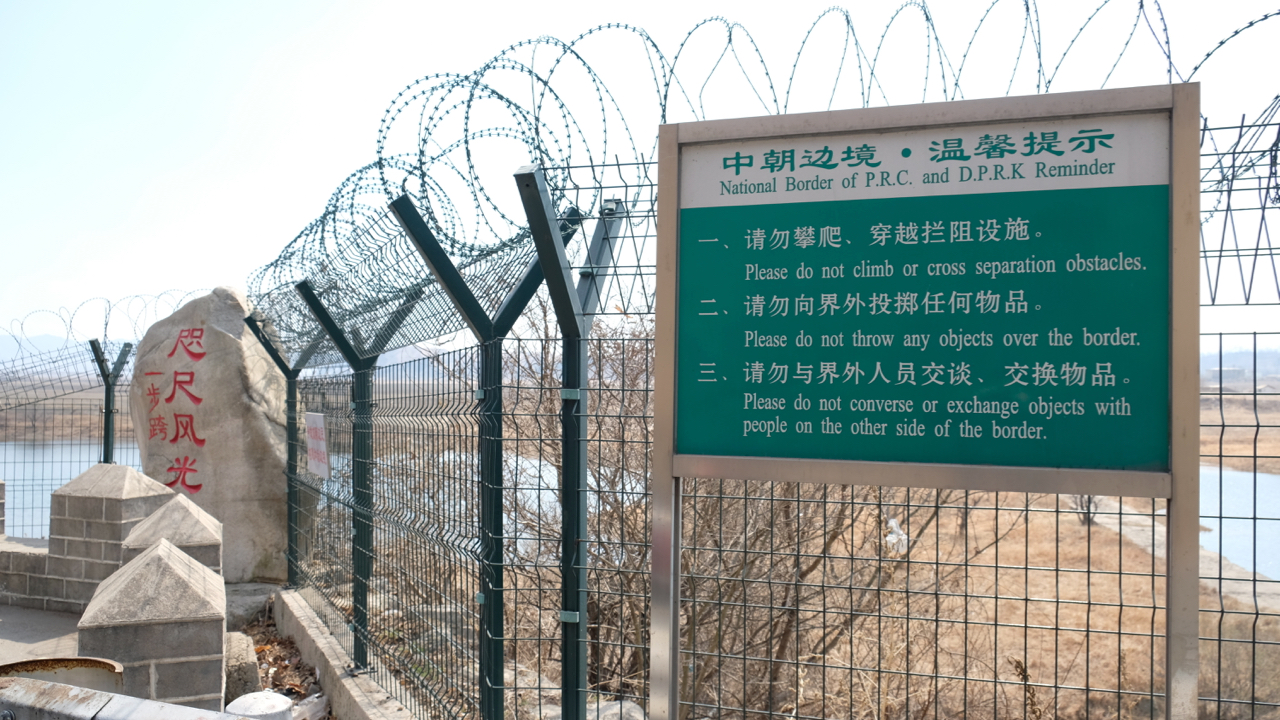 中朝边境·温馨提示
National Border of P.R.C. and D.P.R.K Reminder
一、请勿攀爬、穿越拦阻设施。
Please do not climb or cross separation obstacles.
二、请勿向界外投掷任何物品。
Please do not throw any objects over the border.
三、请勿与界外人员交谈、交换物品。
Please do not converse or exchange objects with
people on the other side of the border.
咫尺风光
一步跨